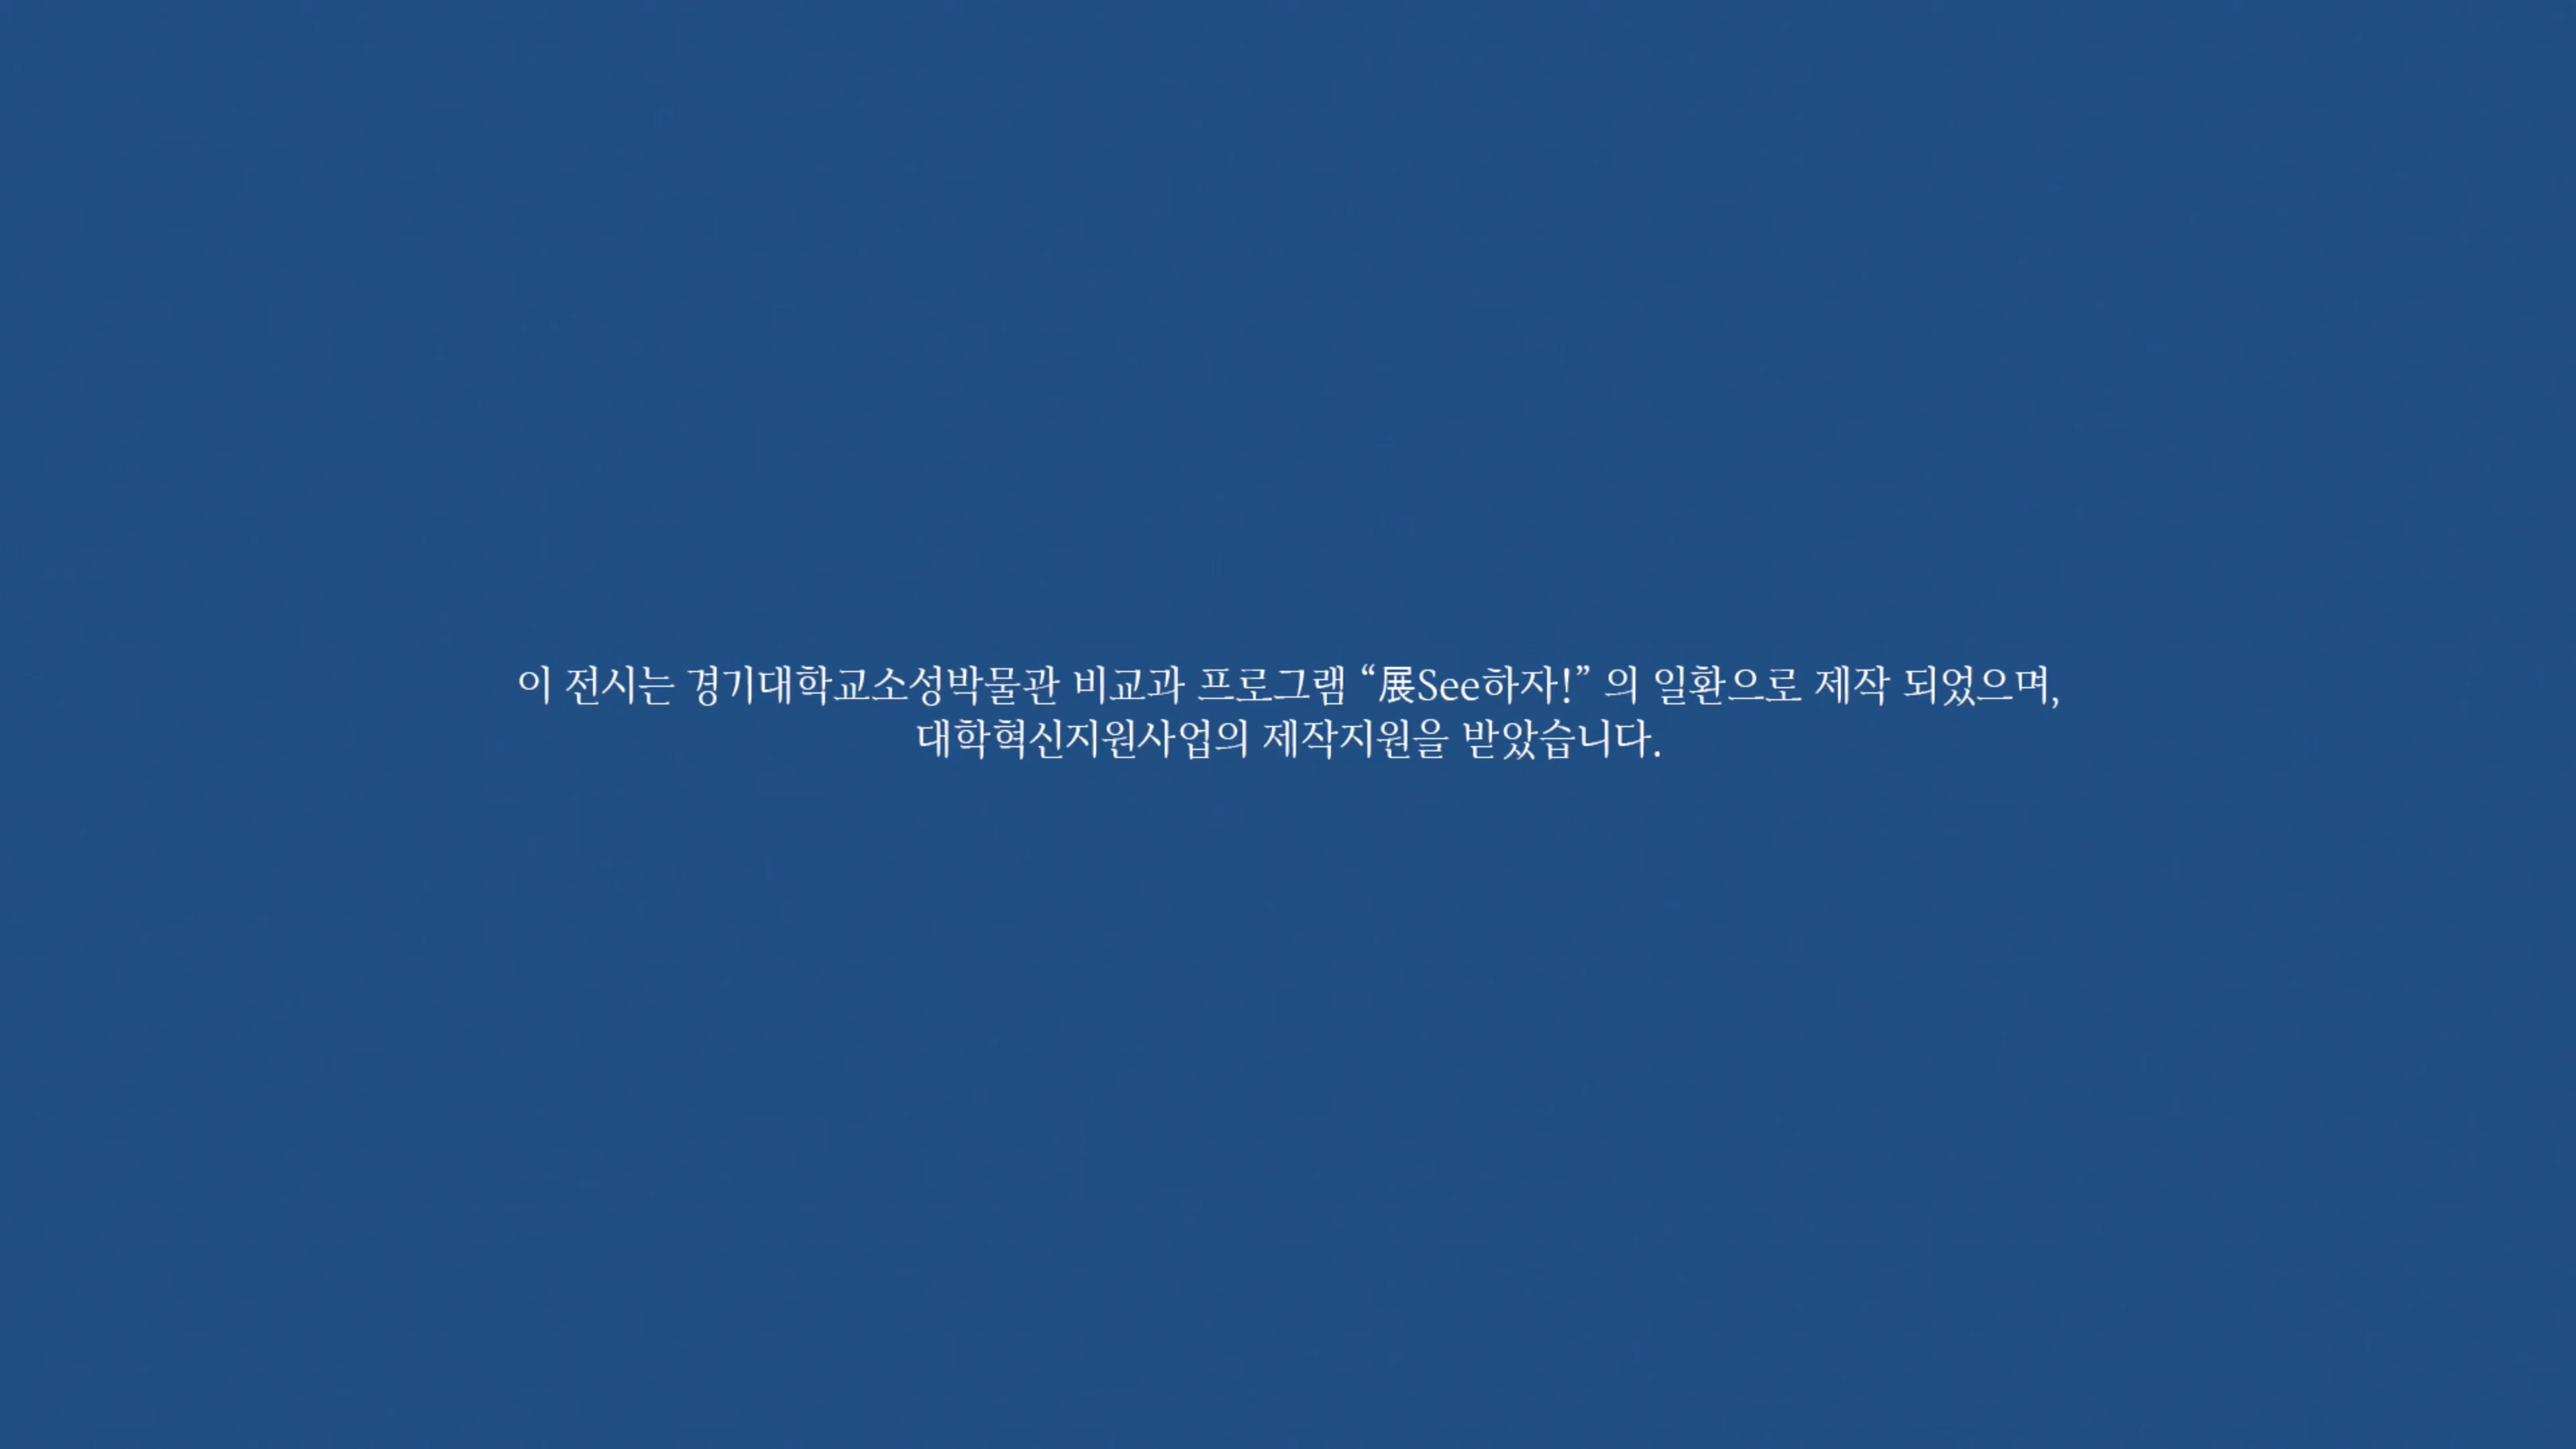 이 전시는 경기대학교소성박물관 비교과 프로그램 “展See하자!” 의 일환으로 제작 되었으며,
대학혁신지원사업의 제작지원을 받았습니다.